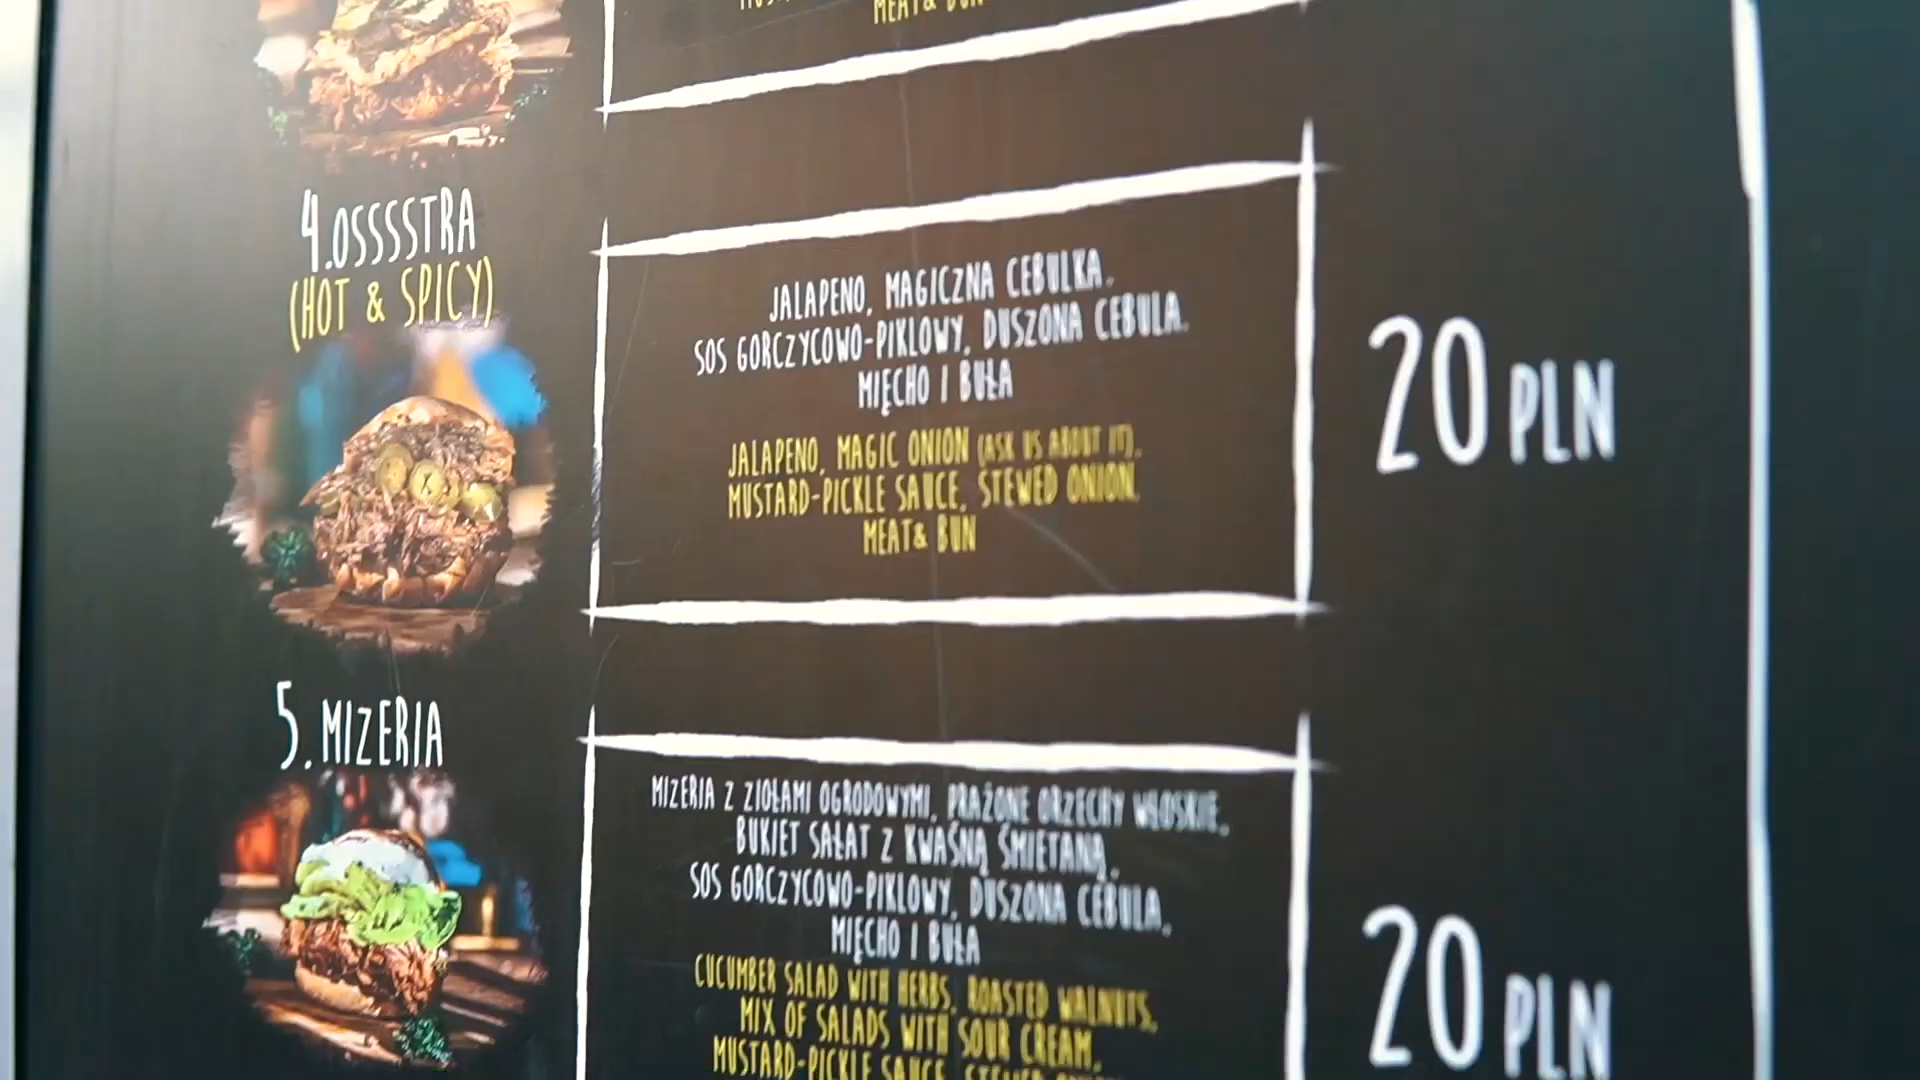 MEAT& BUN
4.OSSSSTRA
(HOT & SPICY)
JALAPENO, MAGICZNA CEBULKA,
SOS GORCZYCOWO-PIKLOWY, DUSZONA CEBULA,
MIĘCHO I BUŁA
JALAPENO, MAGIC ONION (ASK US ABOUT IT),
MUSTARD-PICKLE SAUCE, STEWED ONION,
MEAT& BUN
20 PLN
5. MIZERIA
MIZERIA Z ZIOŁAMI OGRODOWYMI, PRAŻONE ORZECHY WŁOSKIE,
BUKIET SAŁAT Z KWAŚNĄ ŚMIETANĄ,
SOS GORCZYCOWO-PIKLOWY, DUSZONA CEBULA,
MIĘCHO I BUŁA
CUCUMBER SALAD WITH HERBS, ROASTED WALNUTS,
MIX OF SALADS WITH SOUR CREAM,
MUSTARD-PICKLE SAUCE, STEWED
20 PLN